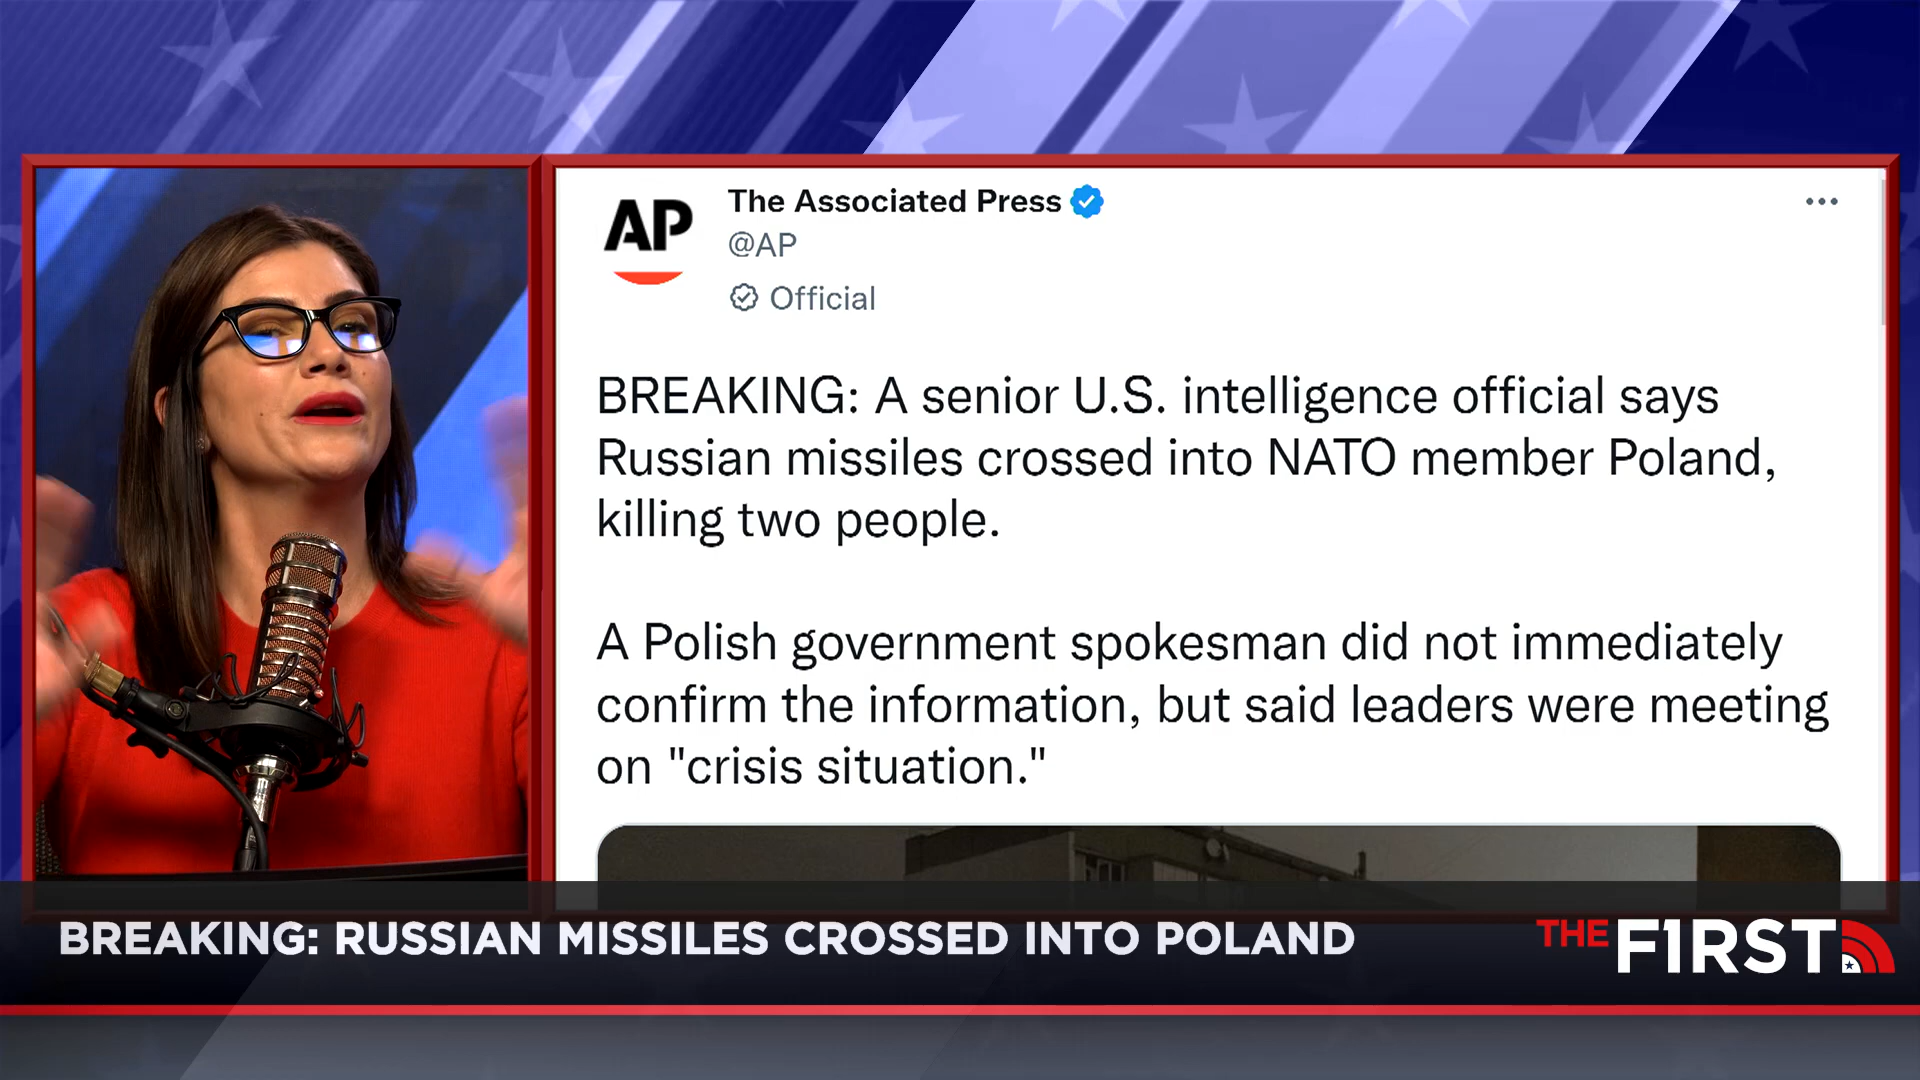 AP
The Associated Press
@AP
Official
BREAKING: A senior U.S. intelligence official says
Russian missiles crossed into NATO member Poland,
killing two people.
A Polish government spokesman did not immediately
confirm the information, but said leaders were meeting
on "crisis situation."
BREAKING: RUSSIAN MISSILES CROSSED INTO POLAND
THE FIRST